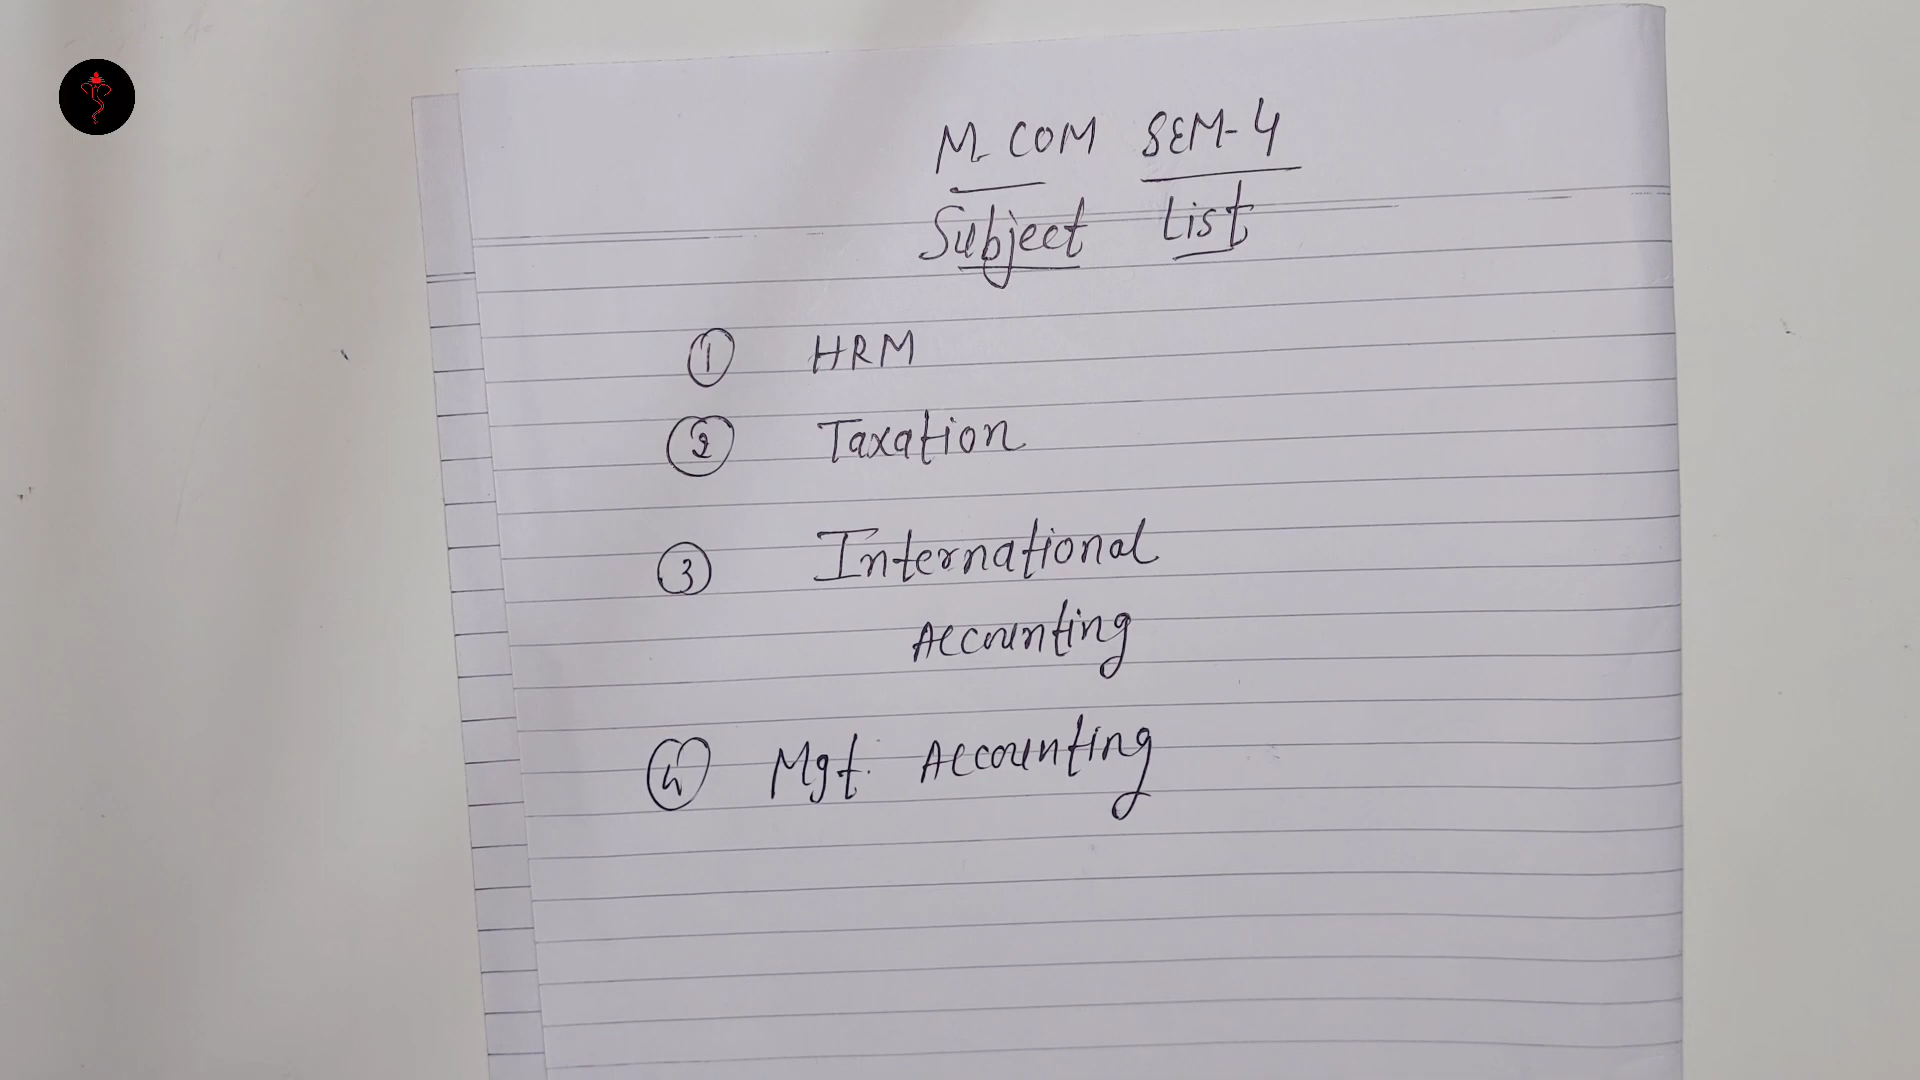 M. COM SEM-4
Subject List
1 HRM
2 Taxation
3 International
Accounting
4 Mgt. Accounting